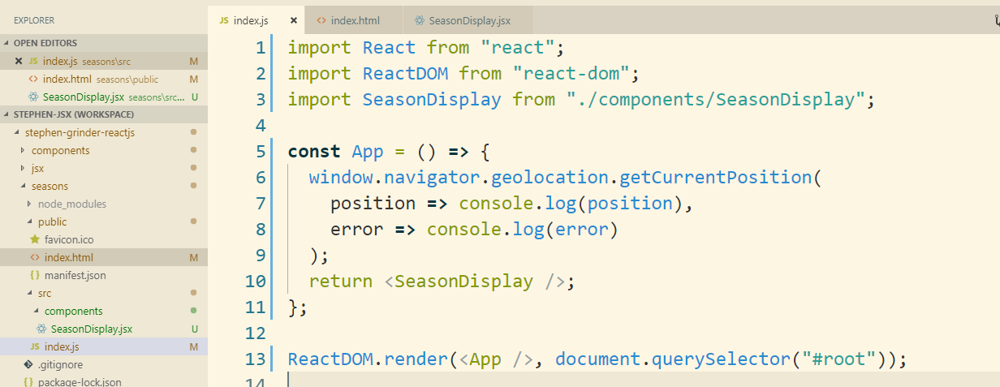 EXPLORER
OPEN EDITORS
index.js seasons\src M
index.html seasons\public M
SeasonDisplay.jsx seasons\src... U
STEPHEN-JSX (WORKSPACE)
stephen-grinder-reactjs
components
jsx
seasons
node_modules
public
favicon.ico
index.html M
manifest.json
src
components
SeasonDisplay.jsx U
index.js M
.gitignore
package-lock.json
JS index.js × <> index.html SeasonDisplay.jsx
1 import React from "react";
2 import ReactDOM from "react-dom";
3 import SeasonDisplay from "./components/SeasonDisplay";
4
5 const App = () => {
6 window.navigator.geolocation.getCurrentPosition(
7 position => console.log(position),
8 error => console.log(error)
9 );
10 return <SeasonDisplay />;
11 };
12
13 ReactDOM.render(<App />, document.querySelector("#root"));
14